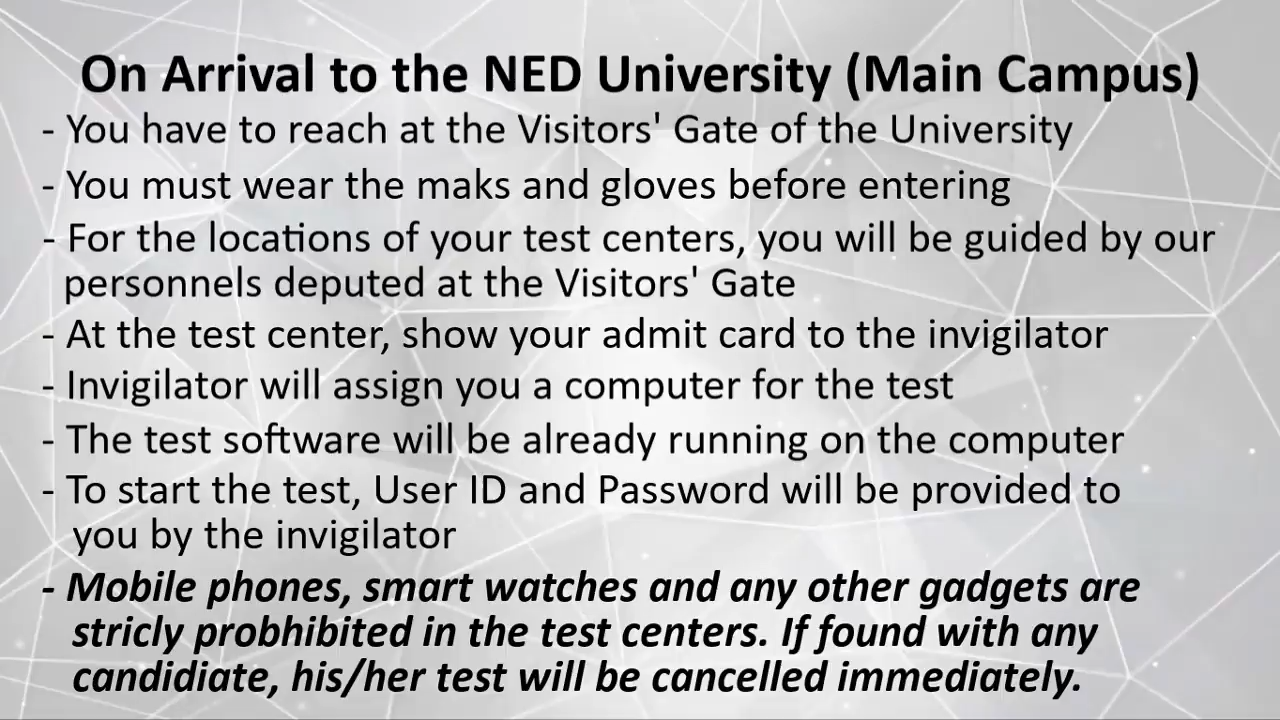 On Arrival to the NED University (Main Campus)
- You have to reach at the Visitors' Gate of the University
- You must wear the maks and gloves before entering
- For the locations of your test centers, you will be guided by our
personnels deputed at the Visitors' Gate
- At the test center, show your admit card to the invigilator
- Invigilator will assign you a computer for the test
- The test software will be already running on the computer
- To start the test, User ID and Password will be provided to
you by the invigilator
- Mobile phones, smart watches and any other gadgets are
stricly probhibited in the test centers. If found with any
candidiate, his/her test will be cancelled immediately.